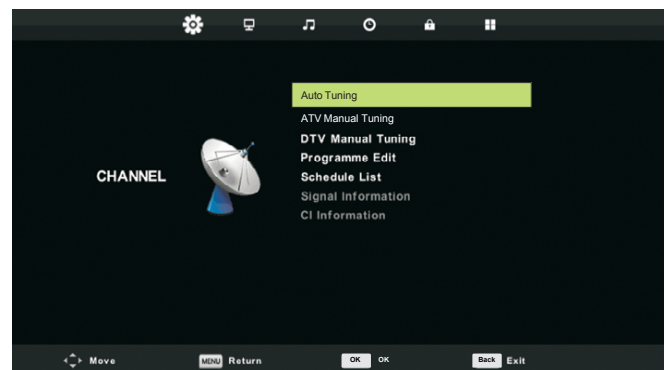 Auto Tuning
ATV Manual Tuning
DTV Manual Tuning
Programme Edit
CHANNEL
Schedule List
Signal Information
CI Information
Move MENU Return OK OK Back Exit